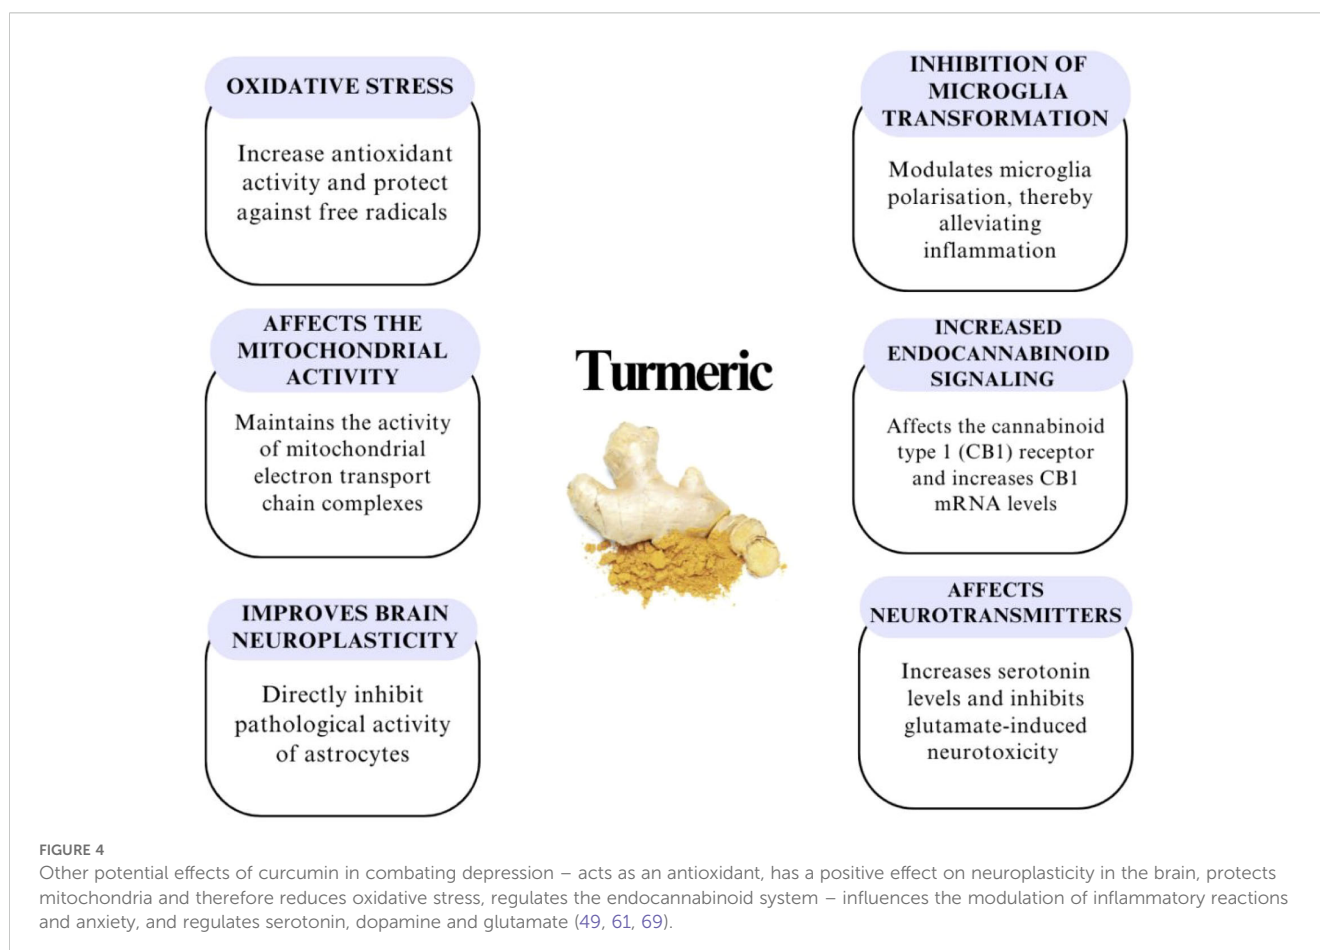 OXIDATIVE STRESS
Increase antioxidant
activity and protect
against free radicals
AFFECTS THE
MITOCHONDRIAL
ACTIVITY
Maintains the activity
of mitochondrial
electron transport
chain complexes
IMPROVES BRAIN
NEUROPLASTICITY
Directly inhibit
pathological activity
of astrocytes
Turmeric
INHIBITION OF
MICROGLIA
TRANSFORMATION
Modulates microglia
polarisation, thereby
alleviating
inflammation
INCREASED
ENDOCANNABINOID
SIGNALING
Affects the cannabinoid
type 1 (CB1) receptor
and increases CB1
mRNA levels
AFFECTS
NEUROTRANSMITTERS
Increases serotonin
levels and inhibits
glutamate-induced
neurotoxicity
FIGURE 4
Other potential effects of curcumin in combating depression – acts as an antioxidant, has a positive effect on neuroplasticity in the brain, protects
mitochondria and therefore reduces oxidative stress, regulates the endocannabinoid system – influences the modulation of inflammatory reactions
and anxiety, and regulates serotonin, dopamine and glutamate (49, 61, 69).